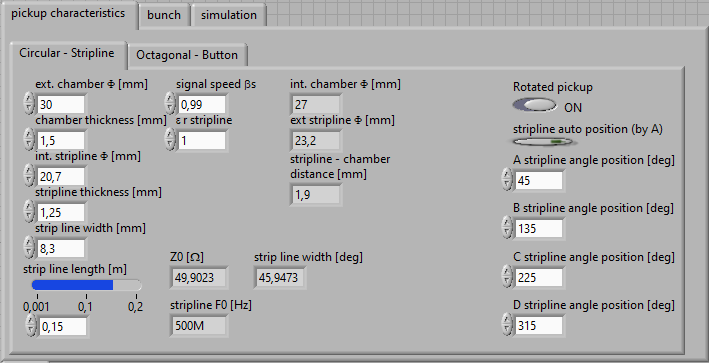 pickup characteristics
bunch
simulation
Circular - Stripline
Octagonal - Button
ext. chamber Φ [mm]
30
chamber thickness [mm]
1,5
int. stripline Φ [mm]
20,7
stripline thickness [mm]
1,25
strip line width [mm]
8,3
strip line length [m]
0,001 0,1 0,2
0,15
signal speed βs
0,99
ε r stripline
1
Z0 [Ω]
49,9023
stripline F0 [Hz]
500M
int. chamber Φ [mm]
27
ext stripline Φ [mm]
23,2
stripline - chamber
distance [mm]
1,9
strip line width [deg]
45,9473
Rotated pickup
ON
stripline auto position (by A)
A stripline angle position [deg]
45
B stripline angle position [deg]
135
C stripline angle position [deg]
225
D stripline angle position [deg]
315